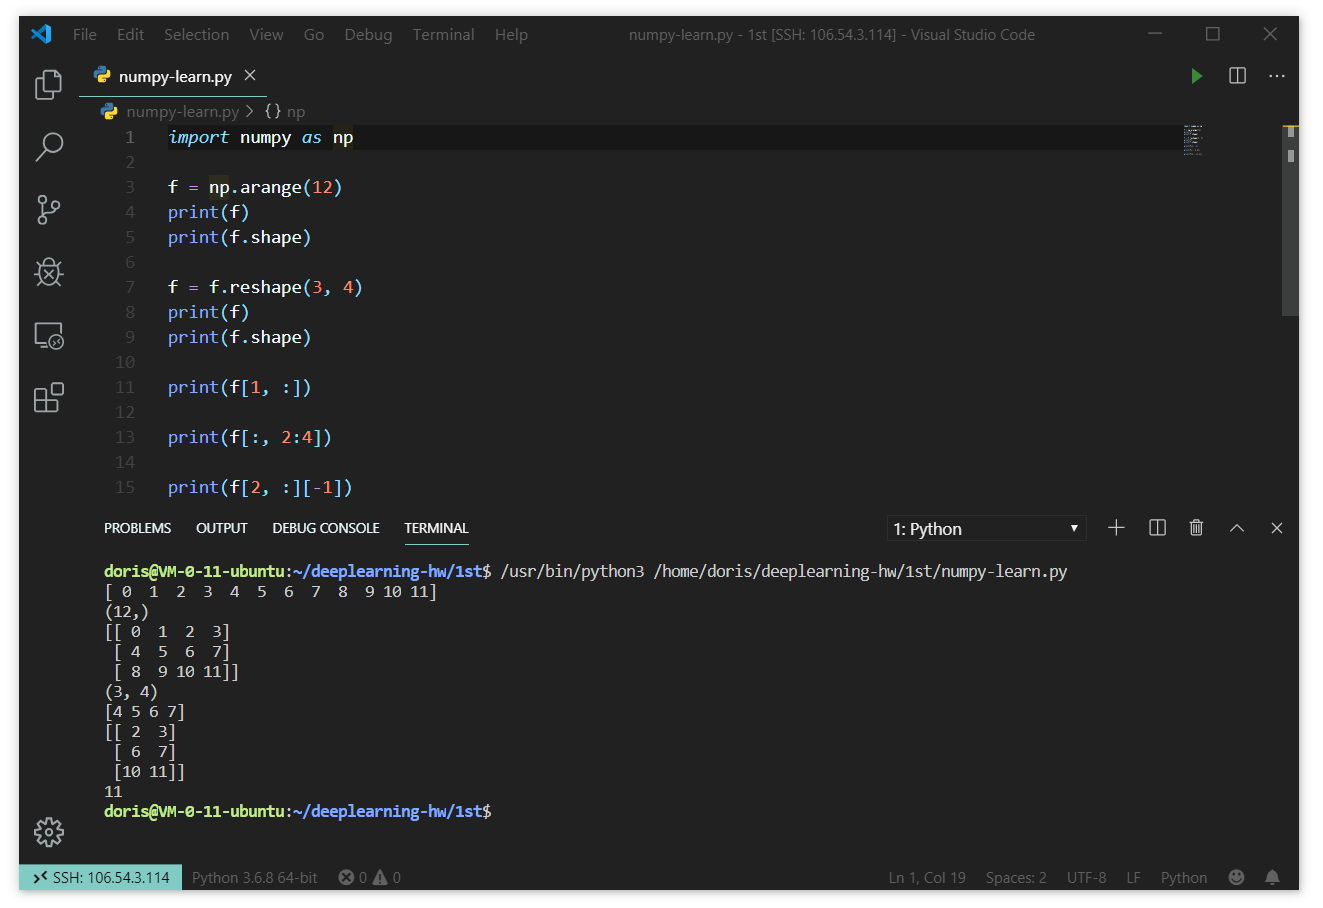 File Edit Selection View Go Debug Terminal Help numpy-learn.py - 1st [SSH: 106.54.3.114] - Visual Studio Code
numpy-learn.py
numpy-learn.py > {} np
1 import numpy as np
2
3 f = np.arange(12)
4 print(f)
5 print(f.shape)
6
7 f = f.reshape(3, 4)
8 print(f)
9 print(f.shape)
10
11 print(f[1, :])
12
13 print(f[:, 2:4])
14
15 print(f[2, :][-1])
PROBLEMS OUTPUT DEBUG CONSOLE TERMINAL 1: Python
doris@VM-0-11-ubuntu:~/deeplearning-hw/1st$ /usr/bin/python3 /home/doris/deeplearning-hw/1st/numpy-learn.py
[ 0  1  2  3  4  5  6  7  8  9 10 11]
(12,)
[[ 0  1  2  3]
 [ 4  5  6  7]
 [ 8  9 10 11]]
(3, 4)
[4 5 6 7]
[[ 2  3]
 [ 6  7]
 [10 11]]
11
doris@VM-0-11-ubuntu:~/deeplearning-hw/1st$
SSH: 106.54.3.114 Python 3.6.8 64-bit 0 0 Ln 1, Col 19 Spaces: 2 UTF-8 LF Python